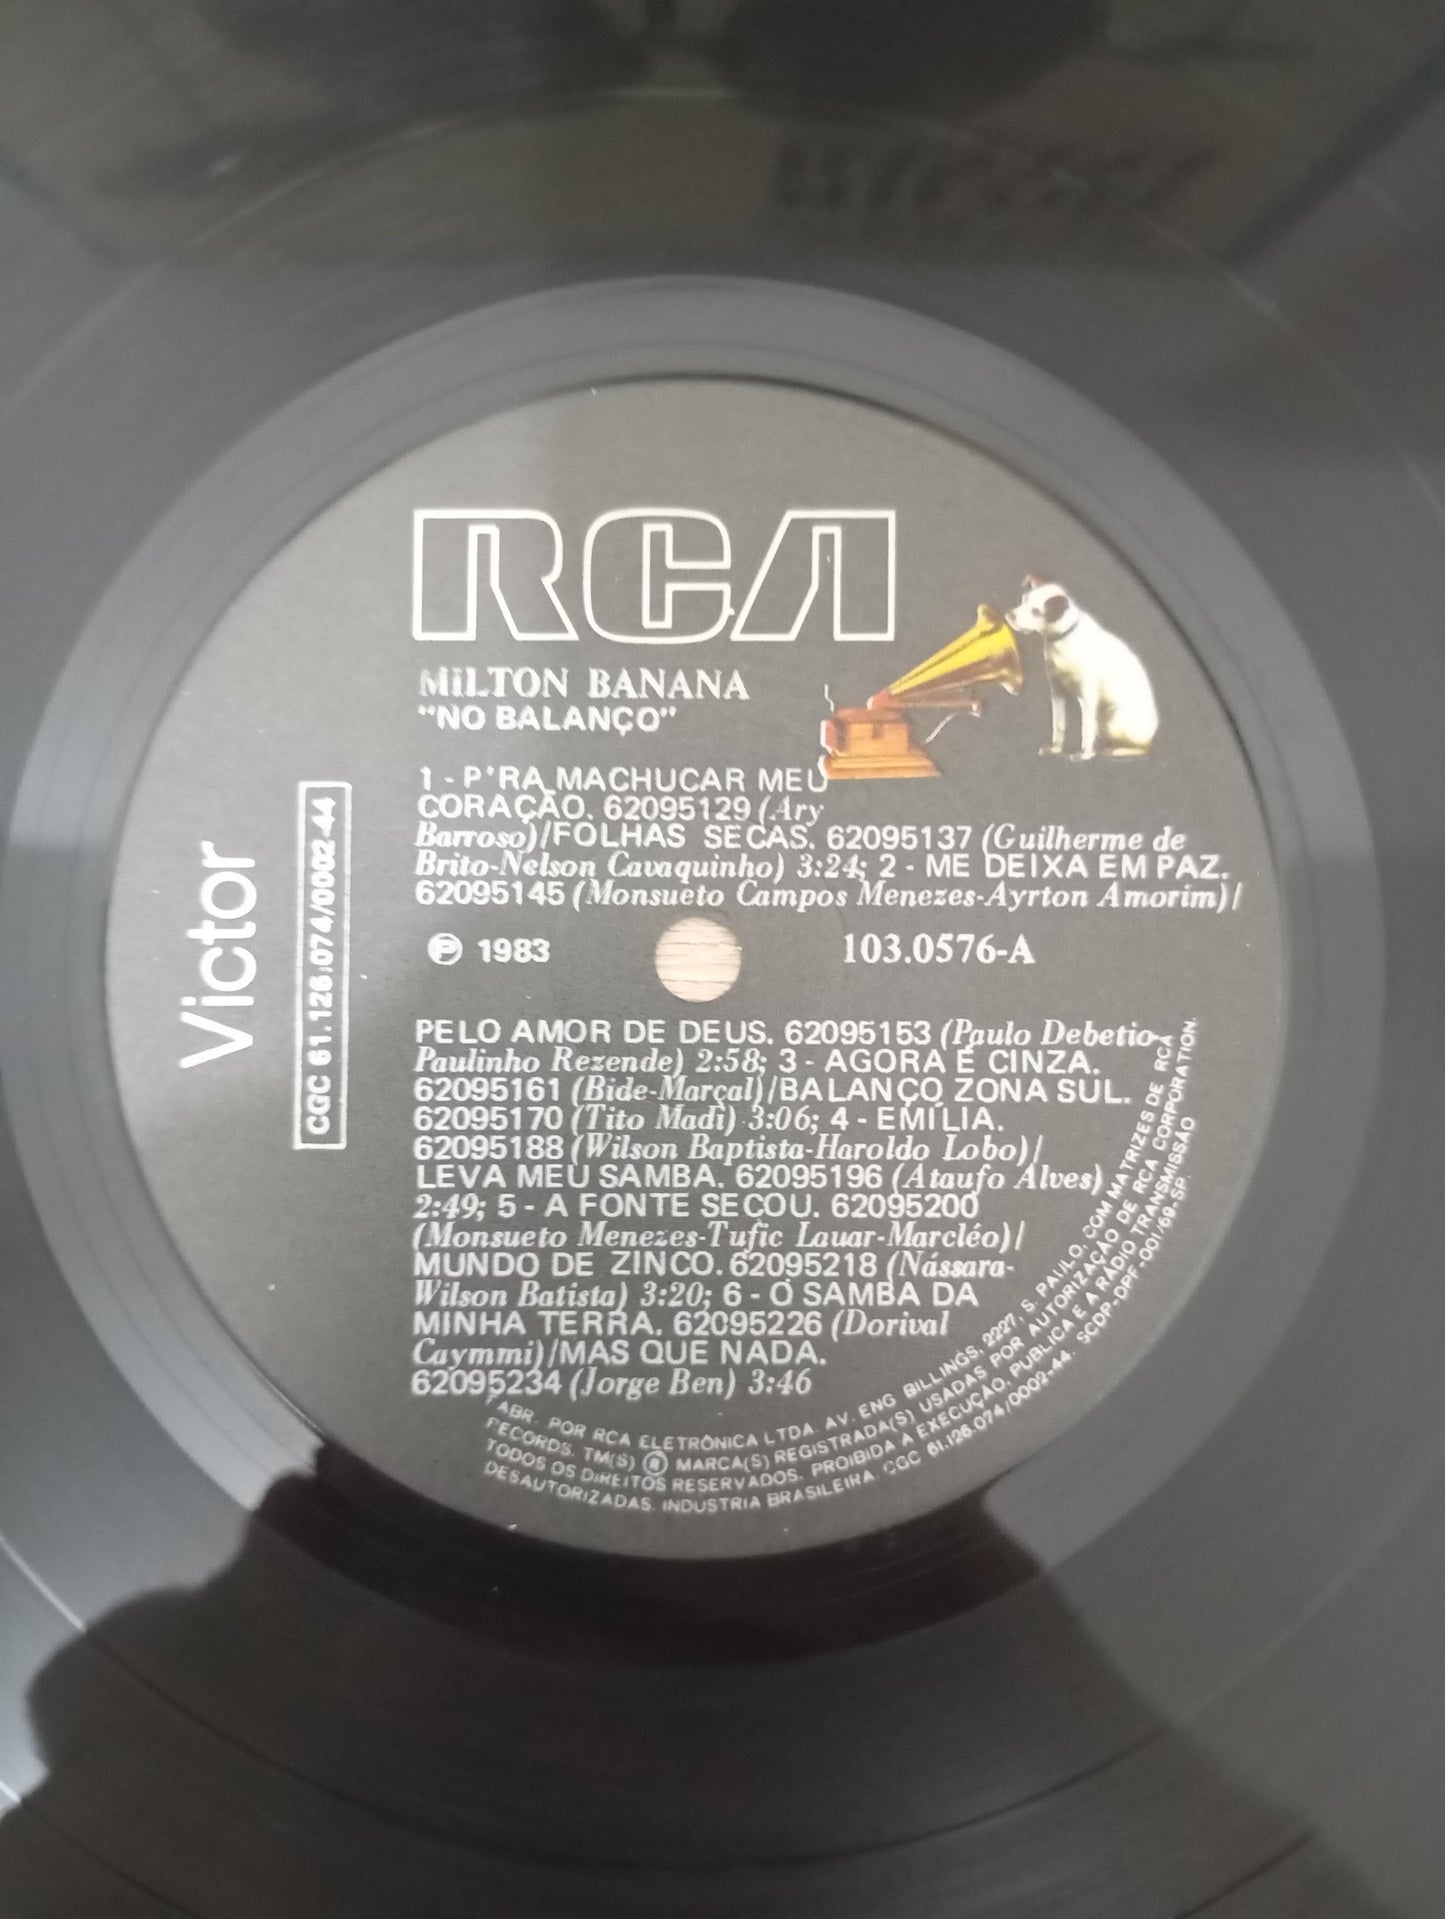 RCA
MiLTON BANANA
"NO BALANÇO"
1 - P'RA MACHUCAR MEU
CORAÇÃO. 62095129 (Ary
Barroso)/FOLHAS SECAS. 62095137 (Guilherme de
Brito-Nelson Cavaquinho) 3:24; 2 - ME DEIXA EM PAZ.
62095145 (Monsueto Campos Menezes-Ayrton Amorim)/
Ⓟ 1983
103.0576-A
PELO AMOR DE DEUS. 62095153 (Paulo Debetio-
Paulinho Rezende) 2:58; 3 - AGORA É CINZA.
62095161 (Bide-Marçal)/BALANÇO ZONA SUL.
62095170 (Tito Madi) 3:06; 4 - EMÍLIA.
62095188 (Wilson Baptista-Haroldo Lobo)/
LEVA MEU SAMBA. 62095196 (Ataufo Alves)
2:49; 5 - A FONTE SECOU. 62095200
(Monsueto Menezes-Tufic Lauar-Marcléo)/
MUNDO DE ZINCO. 62095218 (Nássara-
Wilson Batista) 3:20; 6 - O SAMBA DA
MINHA TERRA. 62095226 (Dorival
Caymmi)/MAS QUE NADA.
62095234 (Jorge Ben) 3:46
Victor
CGC 61.126.074/0002-44
FABR. POR RCA ELETRÔNICA LTDA. AV. ENG. BILLINGS, 2227, S. PAULO, COM MATRIZES DE RCA
RECORDS. TM(S) ® MARCA(S) REGISTRADA(S) USADAS POR AUTORIZAÇÃO DE RCA CORPORATION.
TODOS OS DIREITOS RESERVADOS. PROIBIDA A EXECUÇÃO, PUBLICA E A RÁDIO TRANSMISSÃO
DESAUTORIZADAS. INDUSTRIA BRASILEIRA. CGC 61.126.074/0002-44. SCDP-DPF-001/69-SP.